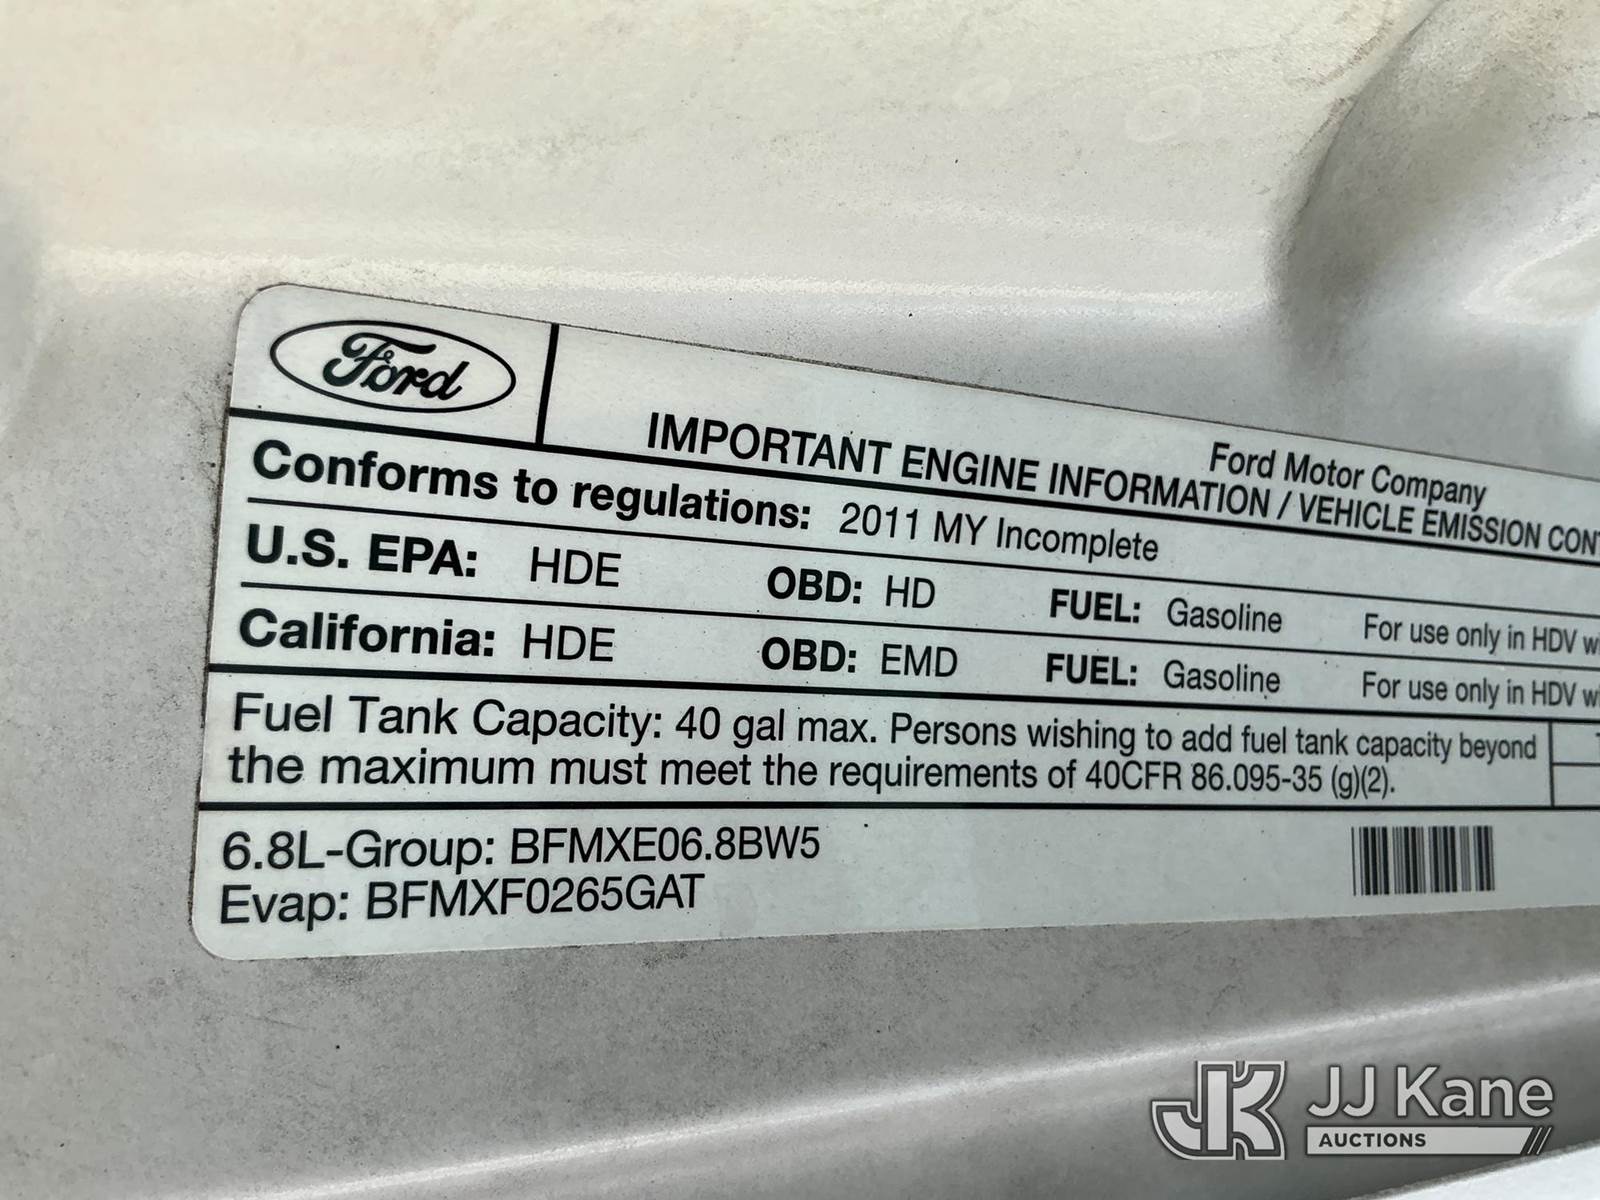 Ford
Ford Motor Company
IMPORTANT ENGINE INFORMATION / VEHICLE EMISSION
Conforms to regulations: 2011 MY Incomplete
U.S. EPA: HDE OBD: HD FUEL: Gasoline For use only in HDV
California: HDE OBD: EMD FUEL: Gasoline For use only in HDV
Fuel Tank Capacity: 40 gal max. Persons wishing to add fuel tank capacity beyond
the maximum must meet the requirements of 40CFR 86.095-35 (g)(2).
6.8L-Group: BFMXE06.8BW5
Evap: BFMXF0265GAT
JK JJ Kane
AUCTIONS